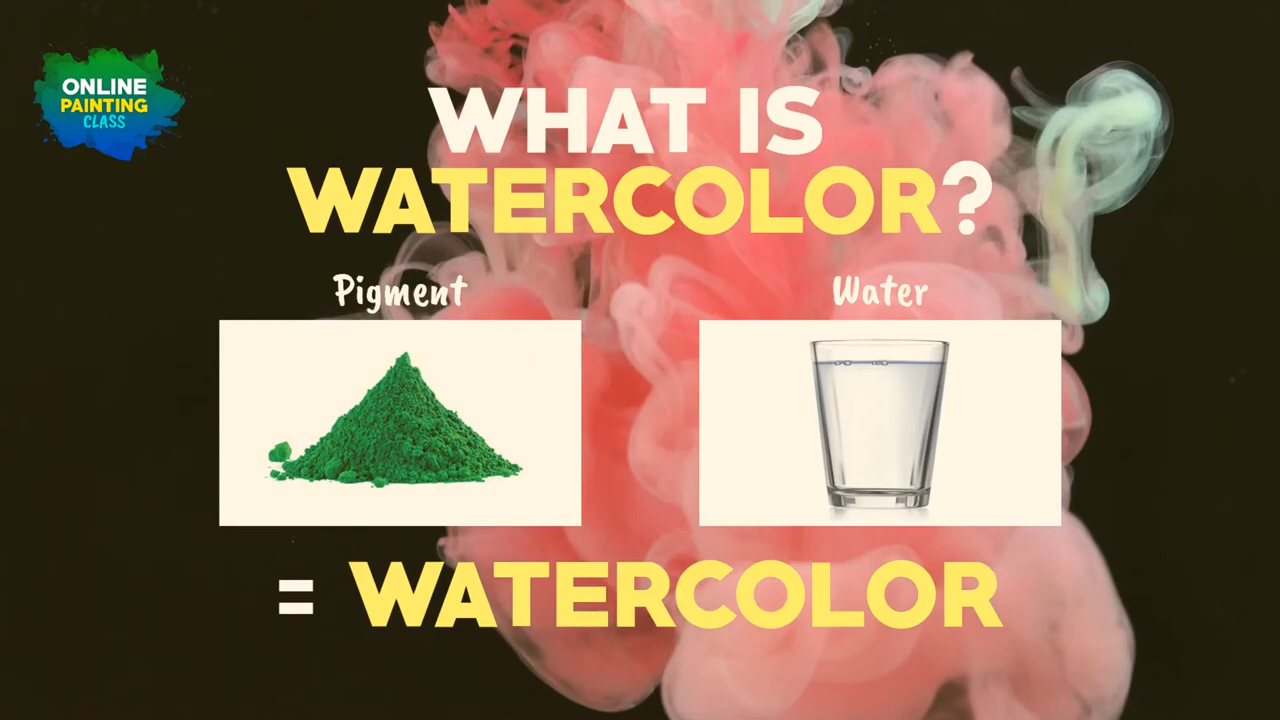 ONLINE
PAINTING
CLASS
WHAT IS
WATERCOLOR?
Pigment
Water
= WATERCOLOR